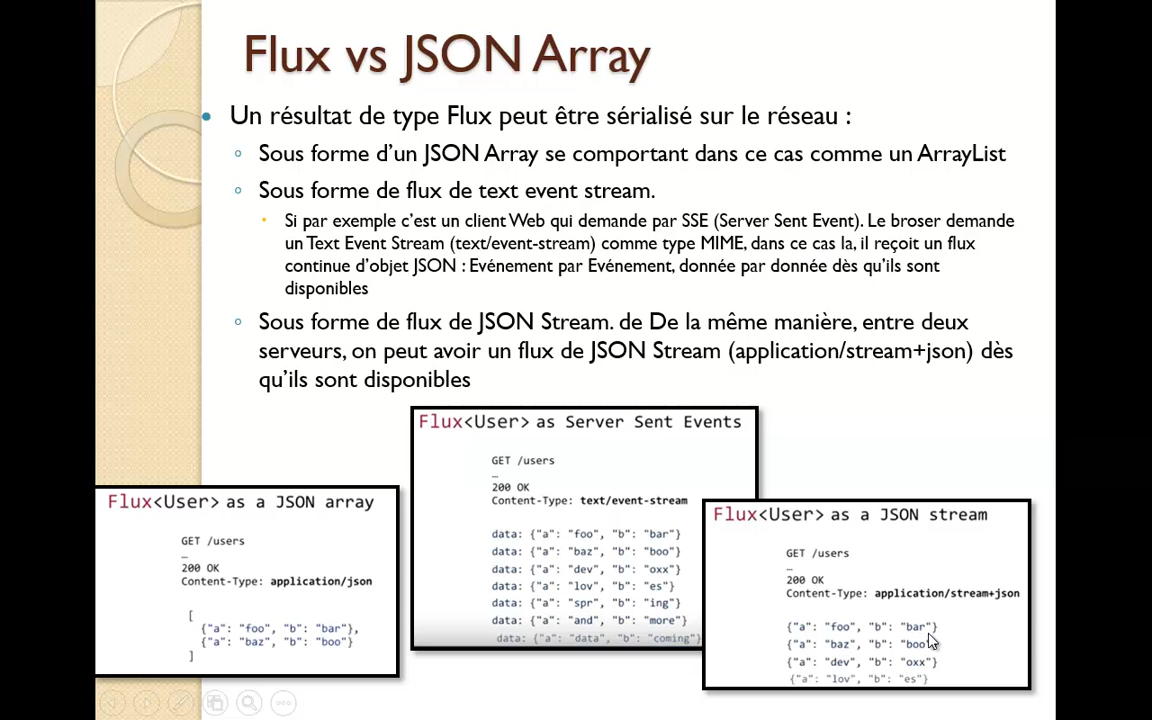 Flux vs JSON Array
Un résultat de type Flux peut être sérialisé sur le réseau :
Sous forme d'un JSON Array se comportant dans ce cas comme un ArrayList
Sous forme de flux de text event stream.
Si par exemple c'est un client Web qui demande par SSE (Server Sent Event). Le broser demande
un Text Event Stream (text/event-stream) comme type MIME, dans ce cas la, il reçoit un flux
continue d'objet JSON : Evénement par Evénement, donnée par donnée dès qu'ils sont
disponibles
Sous forme de flux de JSON Stream. de De la même manière, entre deux
serveurs, on peut avoir un flux de JSON Stream (application/stream+json) dès
qu'ils sont disponibles
Flux<User> as a JSON array
GET /users
…
200 OK
Content-Type: application/json
[
{"a": "foo", "b": "bar"},
{"a": "baz", "b": "boo"}
]
Flux<User> as Server Sent Events
GET /users
…
200 OK
Content-Type: text/event-stream
data: {"a": "foo", "b": "bar"}
data: {"a": "baz", "b": "boo"}
data: {"a": "dev", "b": "oxx"}
data: {"a": "lov", "b": "es"}
data: {"a": "spr", "b": "ing"}
data: {"a": "and", "b": "more"}
data: {"a": "data", "b": "coming"}
Flux<User> as a JSON stream
GET /users
…
200 OK
Content-Type: application/stream+json
{"a": "foo", "b": "bar"}
{"a": "baz", "b": "boo"}
{"a": "dev", "b": "oxx"}
{"a": "lov", "b": "es"}